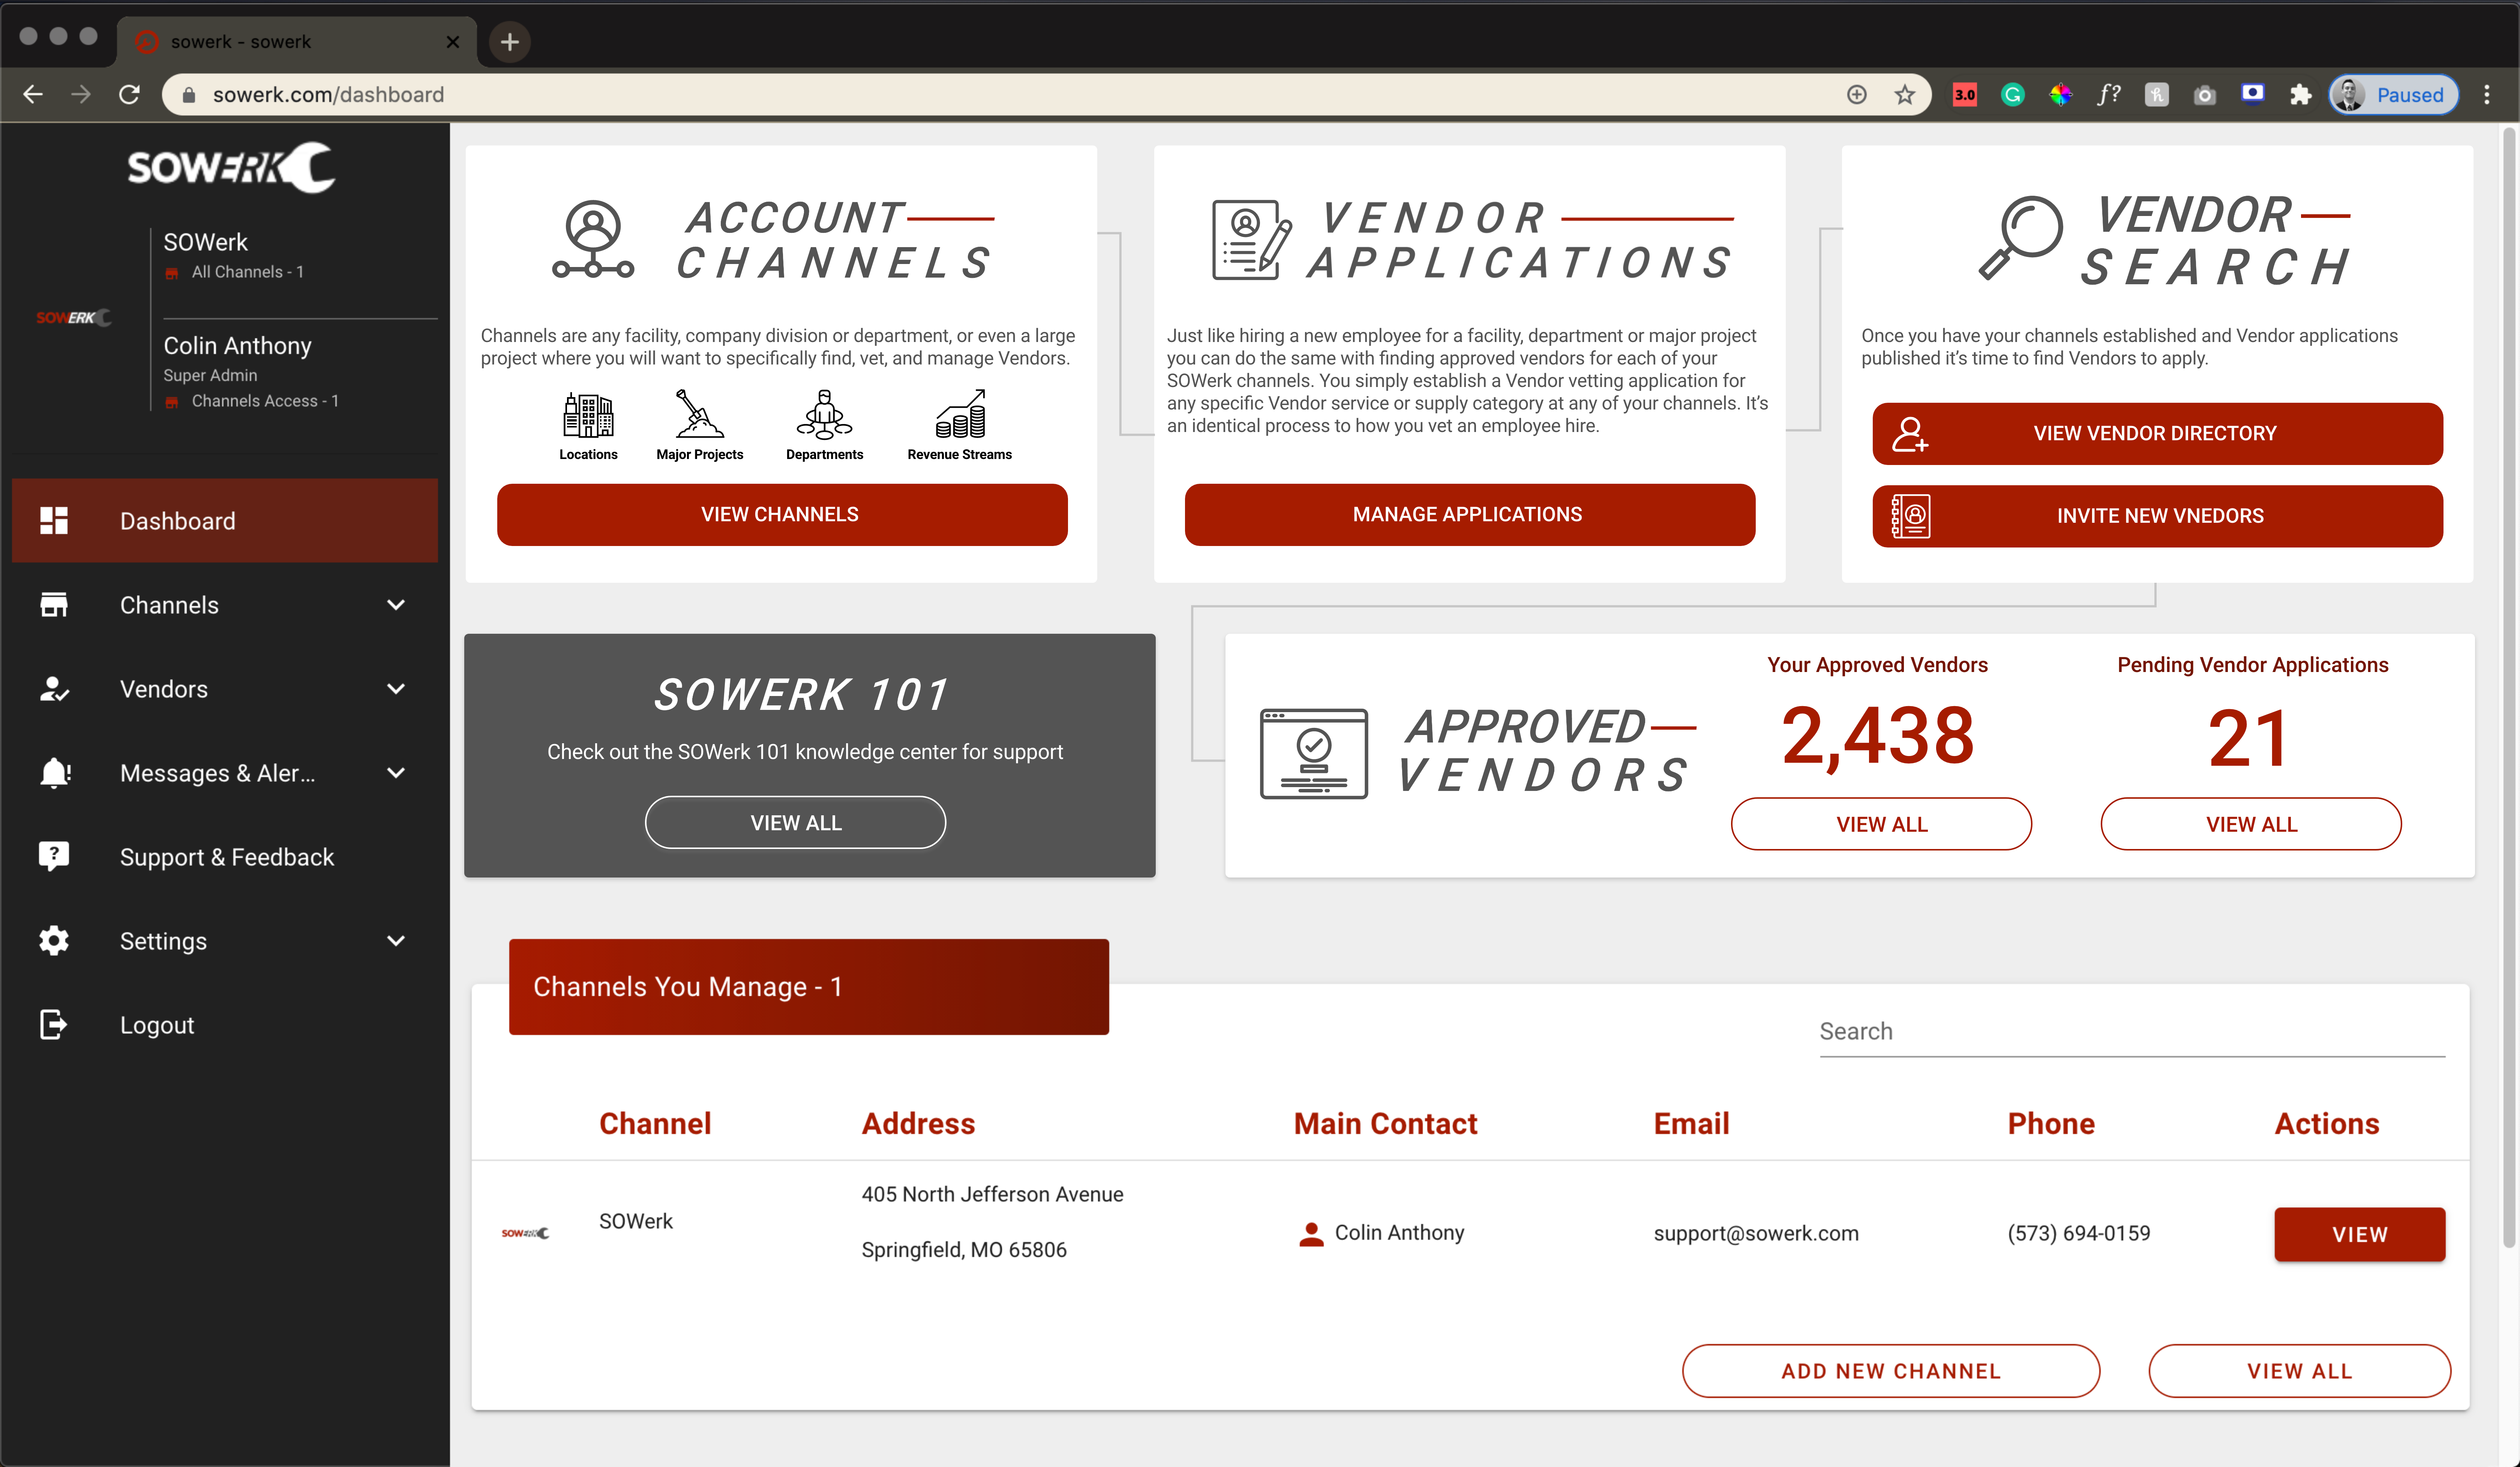 sowerk - sowerk
sowerk.com/dashboard
3.0
f?
Paused
SOWERK
SOWerk
All Channels - 1
SOWERK
Colin Anthony
Super Admin
Channels Access - 1
Dashboard
Channels
Vendors
Messages & Aler...
Support & Feedback
Settings
Logout
ACCOUNT
CHANNELS
Channels are any facility, company division or department, or even a large
project where you will want to specifically find, vet, and manage Vendors.
Locations
Major Projects
Departments
Revenue Streams
VIEW CHANNELS
VENDOR
APPLICATIONS
Just like hiring a new employee for a facility, department or major project
you can do the same with finding approved vendors for each of your
SOWerk channels. You simply establish a Vendor vetting application for
any specific Vendor service or supply category at any of your channels. It's
an identical process to how you vet an employee hire.
MANAGE APPLICATIONS
VENDOR
SEARCH
Once you have your channels established and Vendor applications
published it's time to find Vendors to apply.
VIEW VENDOR DIRECTORY
INVITE NEW VNEDORS
SOWERK 101
Check out the SOWerk 101 knowledge center for support
VIEW ALL
APPROVED
VENDORS
Your Approved Vendors
2,438
VIEW ALL
Pending Vendor Applications
21
VIEW ALL
Channels You Manage - 1
Search
Channel Address Main Contact Email Phone Actions
SOWERK
SOWerk
405 North Jefferson Avenue
Springfield, MO 65806
Colin Anthony
support@sowerk.com
(573) 694-0159
VIEW
ADD NEW CHANNEL
VIEW ALL